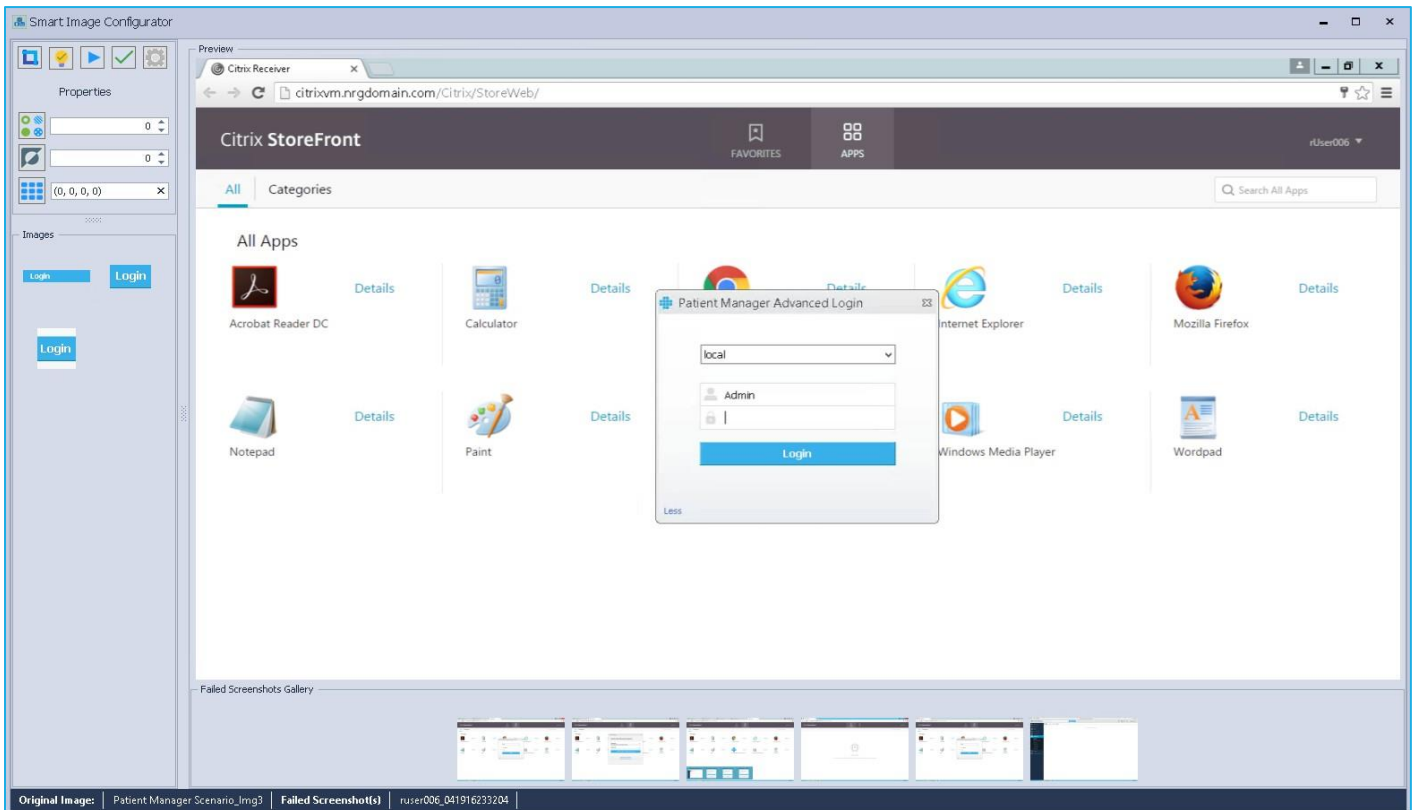 Smart Image Configurator
Properties
0
0
(0, 0, 0, 0)
Images
Login
Login
Login
Preview
Citrix Receiver
citrixvm.nrgdomain.com/Citrix/StoreWeb/
Citrix StoreFront
FAVORITES
APPS
rUser006
All
Categories
Search All Apps
All Apps
Details
Details
Details
Details
Details
Acrobat Reader DC
Calculator
Internet Explorer
Mozilla Firefox
Patient Manager Advanced Login
local
Admin
Login
Less
Details
Details
Details
Details
Notepad
Paint
Windows Media Player
Wordpad
Failed Screenshots Gallery
Original Image: Patient Manager Scenario_Img3 Failed Screenshot(s) ruser006_041916233204